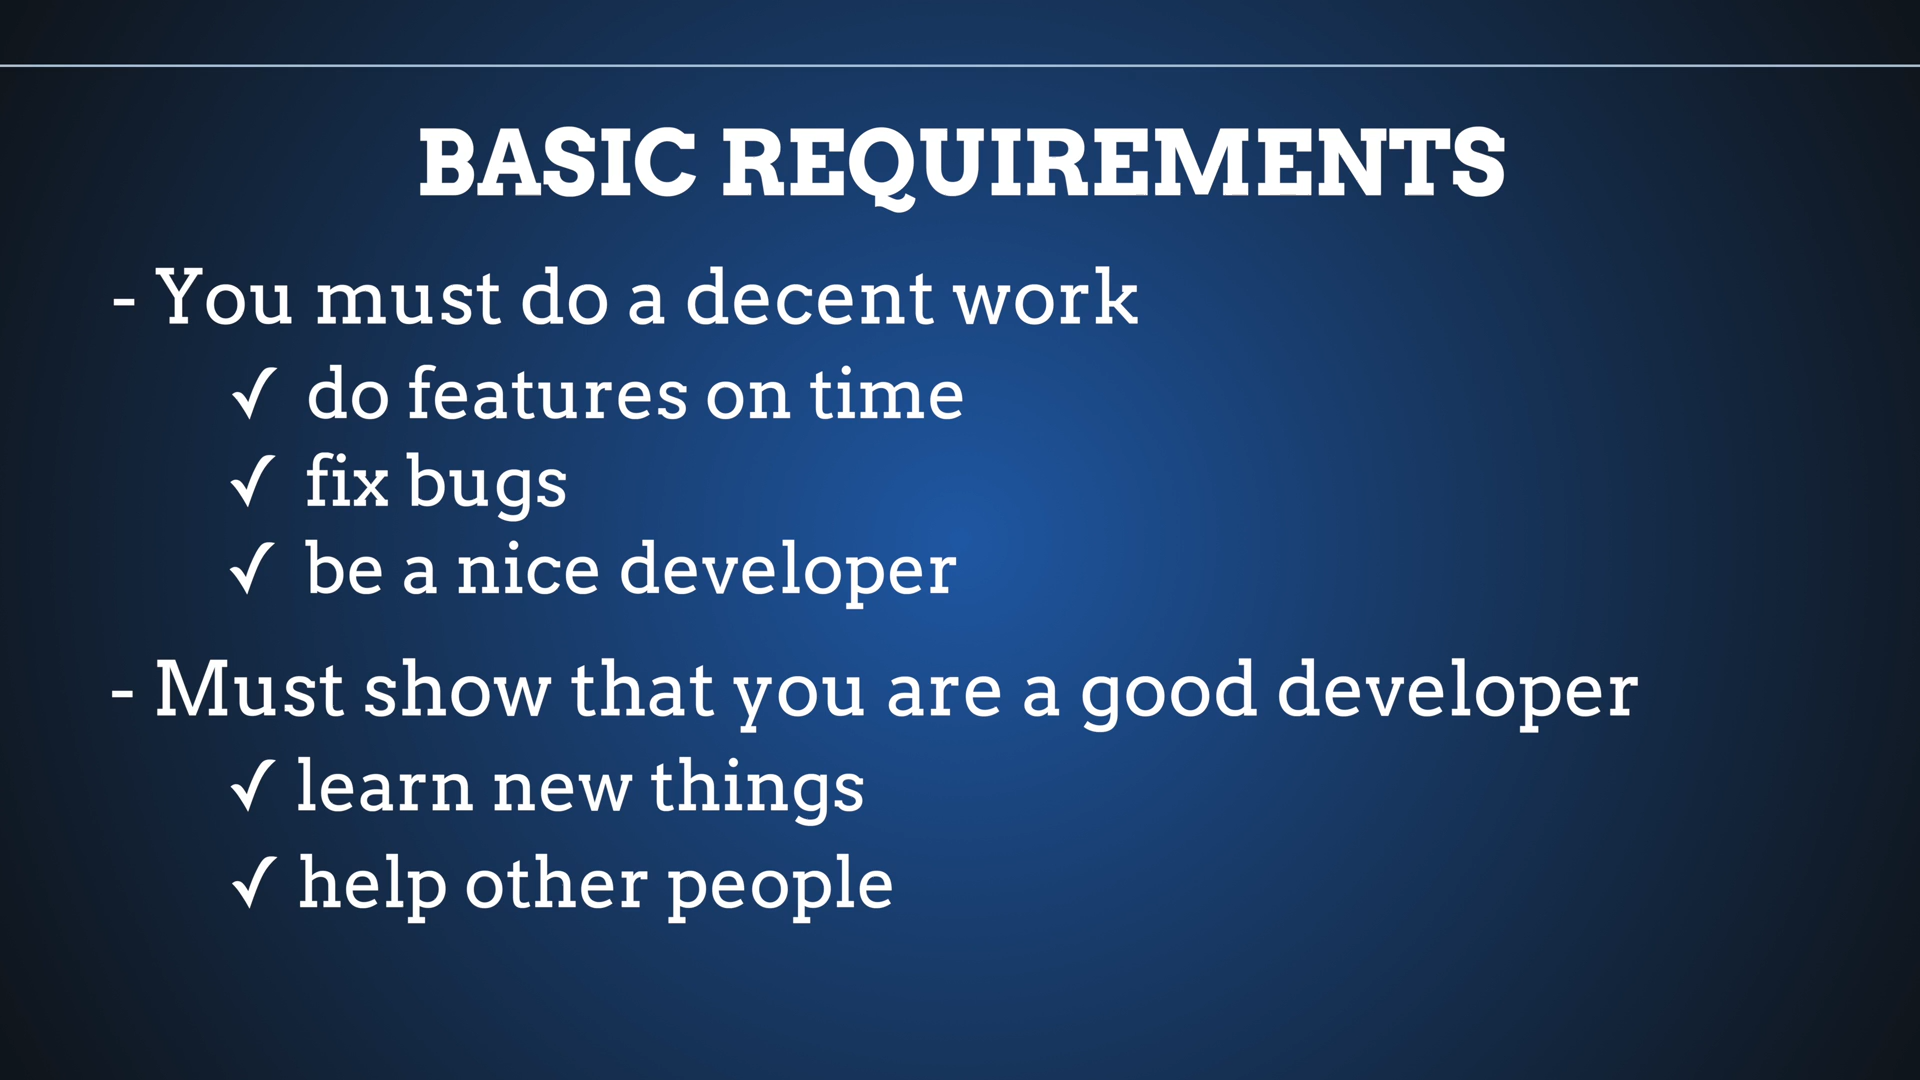 BASIC REQUIREMENTS
- You must do a decent work
✓ do features on time
✓ fix bugs
✓ be a nice developer
- Must show that you are a good developer
✓ learn new things
✓ help other people